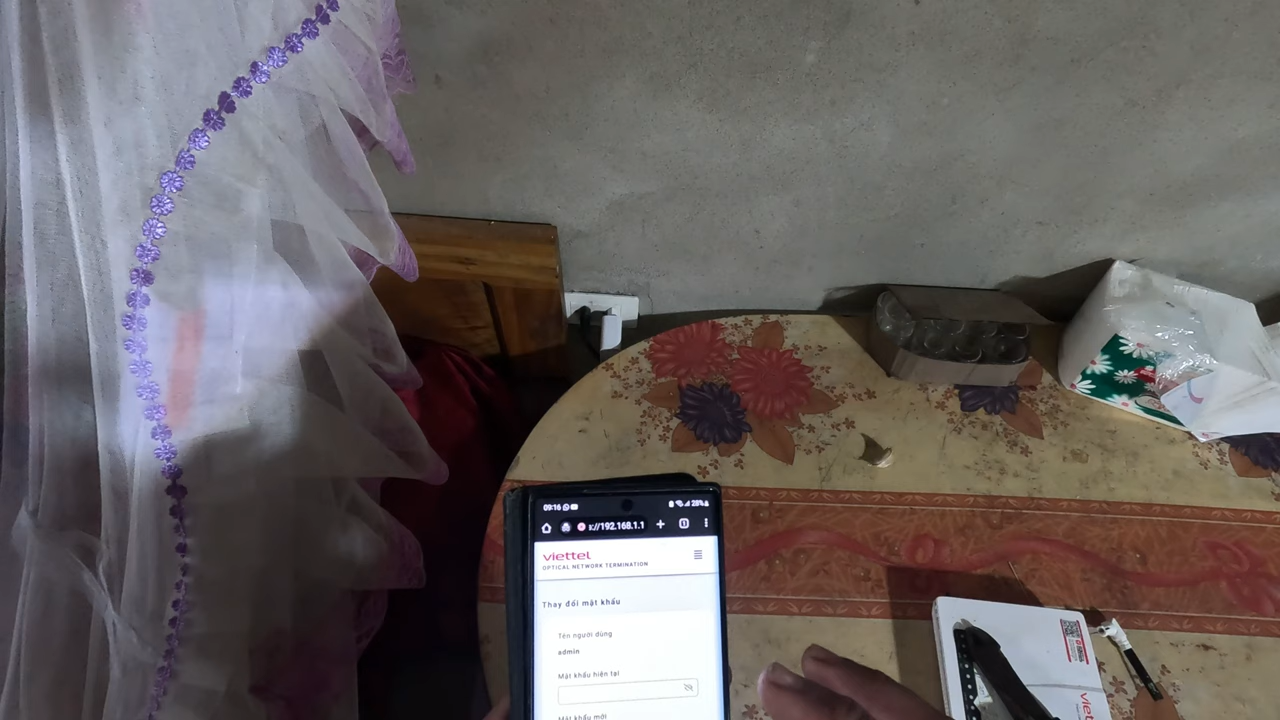 09:16
28%
://192.168.1.1
viettel
OPTICAL NETWORK TERMINATION
Thay đổi mật khẩu
Tên người dùng
admin
Mật khẩu hiện tại
Mật khẩu mới
viet